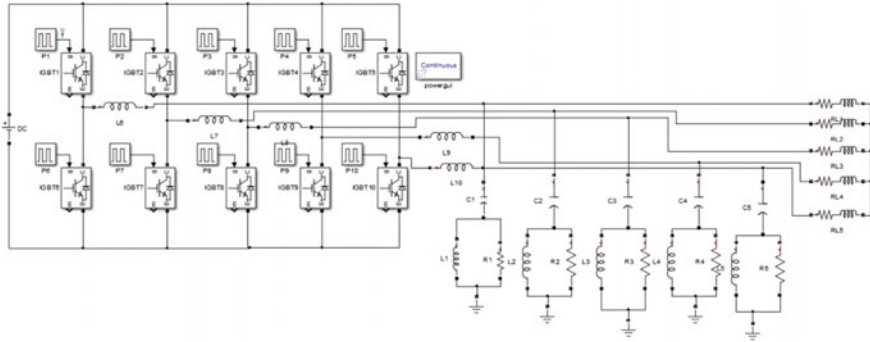 P1
P2
P3
P4
P5
IGBT1
IGBT2
IGBT3
IGBT4
IGBT5
Continuous
powergui
DC
L6
L7
L8
L9
L10
RL1
RL2
RL3
RL4
RL5
P6
P7
P8
P9
P10
IGBT6
IGBT7
IGBT8
IGBT9
IGBT10
C1
C2
C3
C4
C5
L1
R1
L2
R2
L3
R3
L4
R4
L5
R5